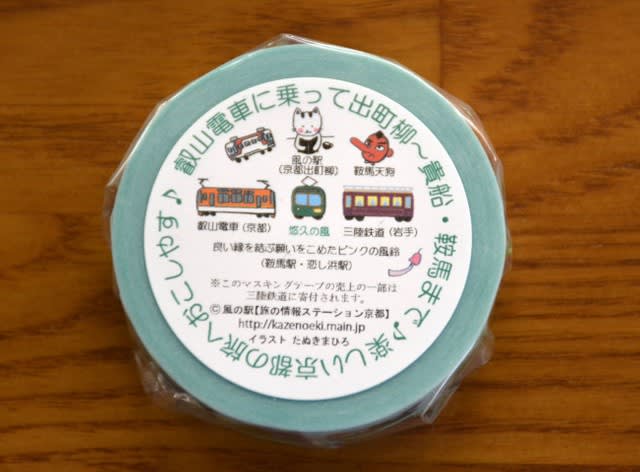 叡山電車に乗って出町柳～貴船・鞍馬まで♪楽しい京都の旅へおこしやす♪
風の駅
(京都出町柳)
鞍馬天狗
叡山電車(京都)
悠久の風
三陸鉄道(岩手)
良い縁を結ぶ願いをこめたピンクの風鈴
(鞍馬駅・恋し浜駅)
※このマスキングテープの売上の一部は
三陸鉄道に寄付されます。
© 風の駅【旅の情報ステーション京都】
http://kazenoeki.main.jp
イラスト たぬきまひろ